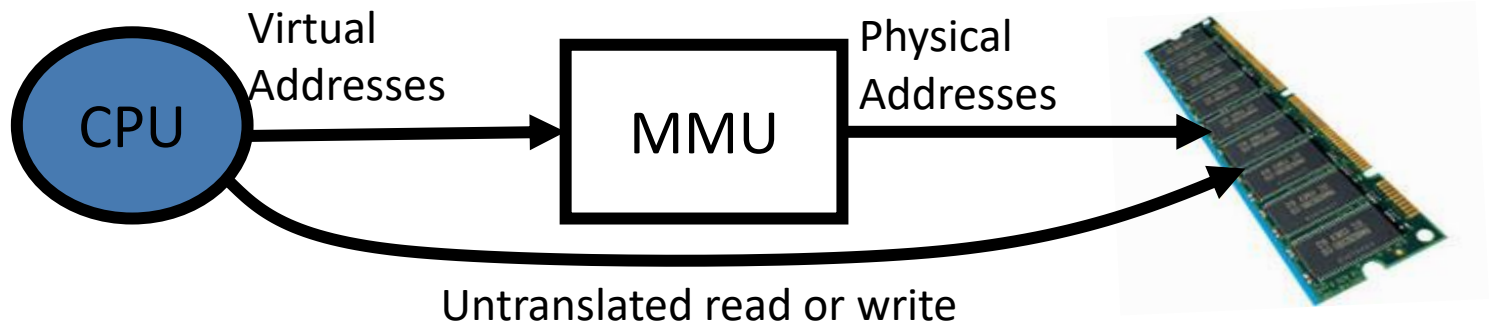 Virtual
Addresses
CPU
MMU
Physical
Addresses
Untranslated read or write